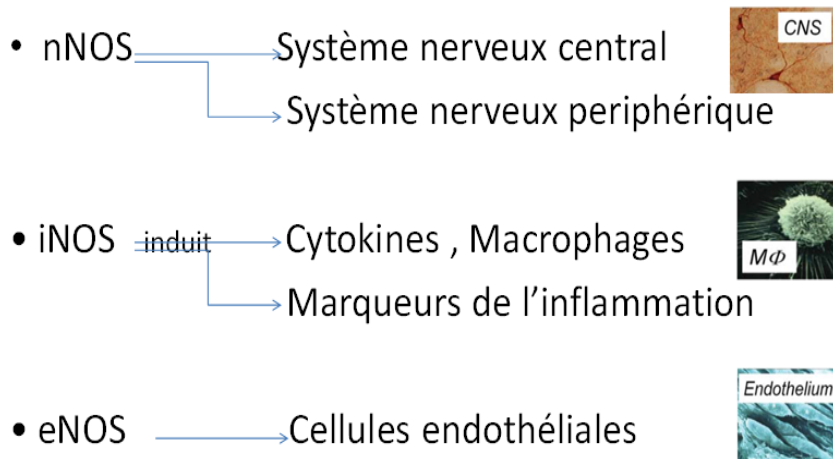 CNS
• nNOS Système nerveux central
Système nerveux periphérique
• iNOS induit Cytokines , Macrophages
MΦ
Marqueurs de l’inflammation
Endothelium
• eNOS Cellules endothéliales